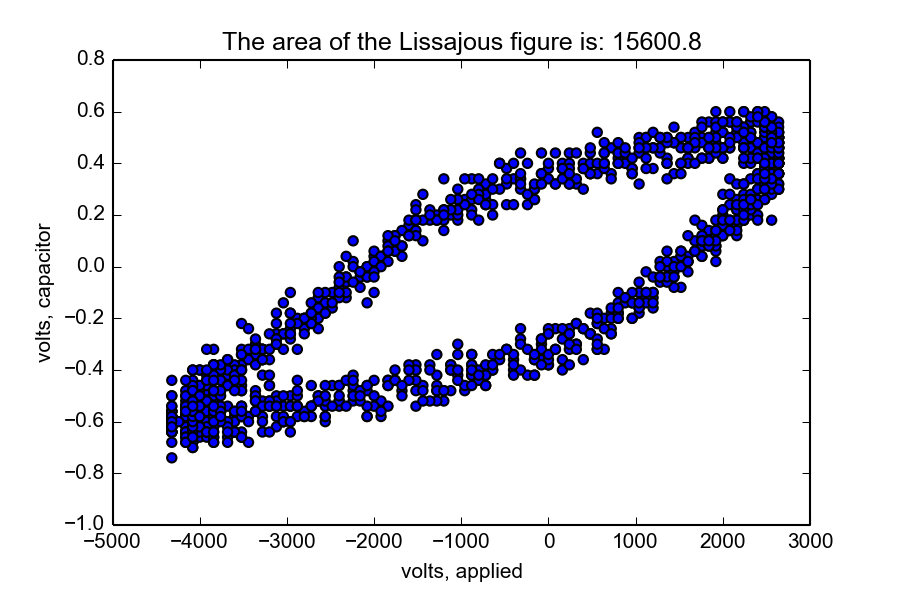 The area of the Lissajous figure is: 15600.8
0.8
0.6
0.4
0.2
0.0
−0.2
−0.4
−0.6
−0.8
−1.0
volts, capacitor
−5000 −4000 −3000 −2000 −1000 0 1000 2000 3000
volts, applied